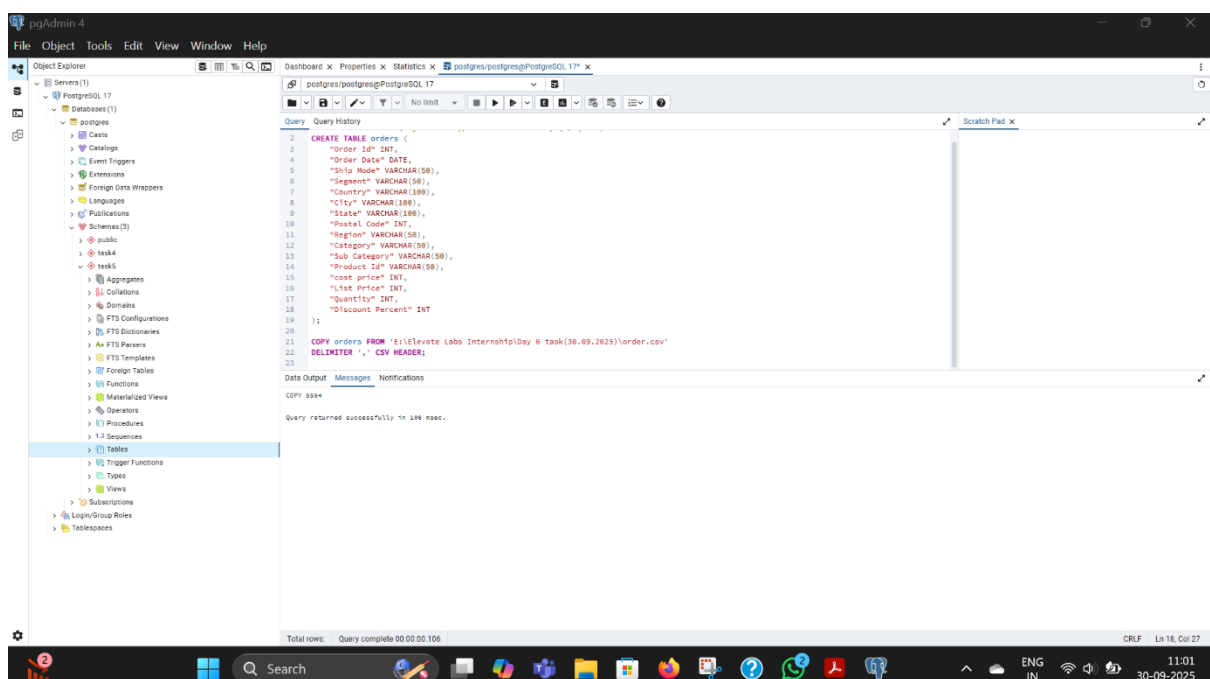 pgAdmin 4
File Object Tools Edit View Window Help
Object Explorer
Servers (1)
PostgreSQL 17
Databases (1)
postgres
Casts
Catalogs
Event Triggers
Extensions
Foreign Data Wrappers
Languages
Publications
Schemas (3)
public
task4
task5
Aggregates
Collations
Domains
FTS Configurations
FTS Dictionaries
FTS Parsers
FTS Templates
Foreign Tables
Functions
Materialized Views
Operators
Procedures
Sequences
Tables
Trigger Functions
Types
Views
Subscriptions
Login/Group Roles
Tablespaces
Dashboard x Properties x Statistics x postgres/postgres@PostgreSQL 17* x
postgres/postgres@PostgreSQL 17
No limit
Query Query History
Scratch Pad x
2 CREATE TABLE orders (
3 "Order Id" INT,
4 "Order Date" DATE,
5 "Ship Mode" VARCHAR(50),
6 "Segment" VARCHAR(50),
7 "Country" VARCHAR(100),
8 "City" VARCHAR(100),
9 "State" VARCHAR(100),
10 "Postal Code" INT,
11 "Region" VARCHAR(50),
12 "Category" VARCHAR(50),
13 "Sub Category" VARCHAR(50),
14 "Product Id" VARCHAR(50),
15 "cost price" INT,
16 "List Price" INT,
17 "Quantity" INT,
18 "Discount Percent" INT
19 );
20
21 COPY orders FROM 'E:\Elevate Labs Internship\Day 6 task(30.09.2025)\order.csv'
22 DELIMITER ',' CSV HEADER;
23
Data Output Messages Notifications
COPY 9994
Query returned successfully in 106 msec.
Total rows: Query complete 00:00:00.106
CRLF Ln 18, Col 27
2
Search
2
ENG
IN
11:01
30-09-2025